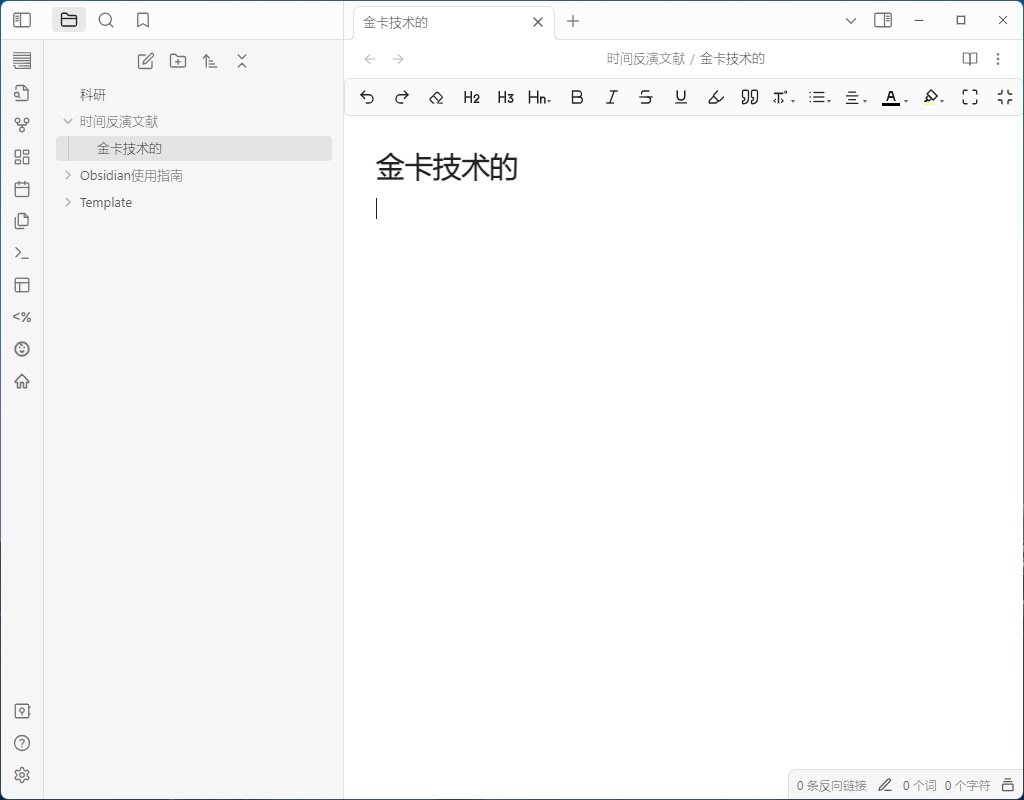 金卡技术的
时间反演文献 / 金卡技术的
科研
时间反演文献
金卡技术的
Obsidian使用指南
Template
<%
H2 H3 Hn B I S U A
金卡技术的
0 条反向链接 0 个词 0 个字符